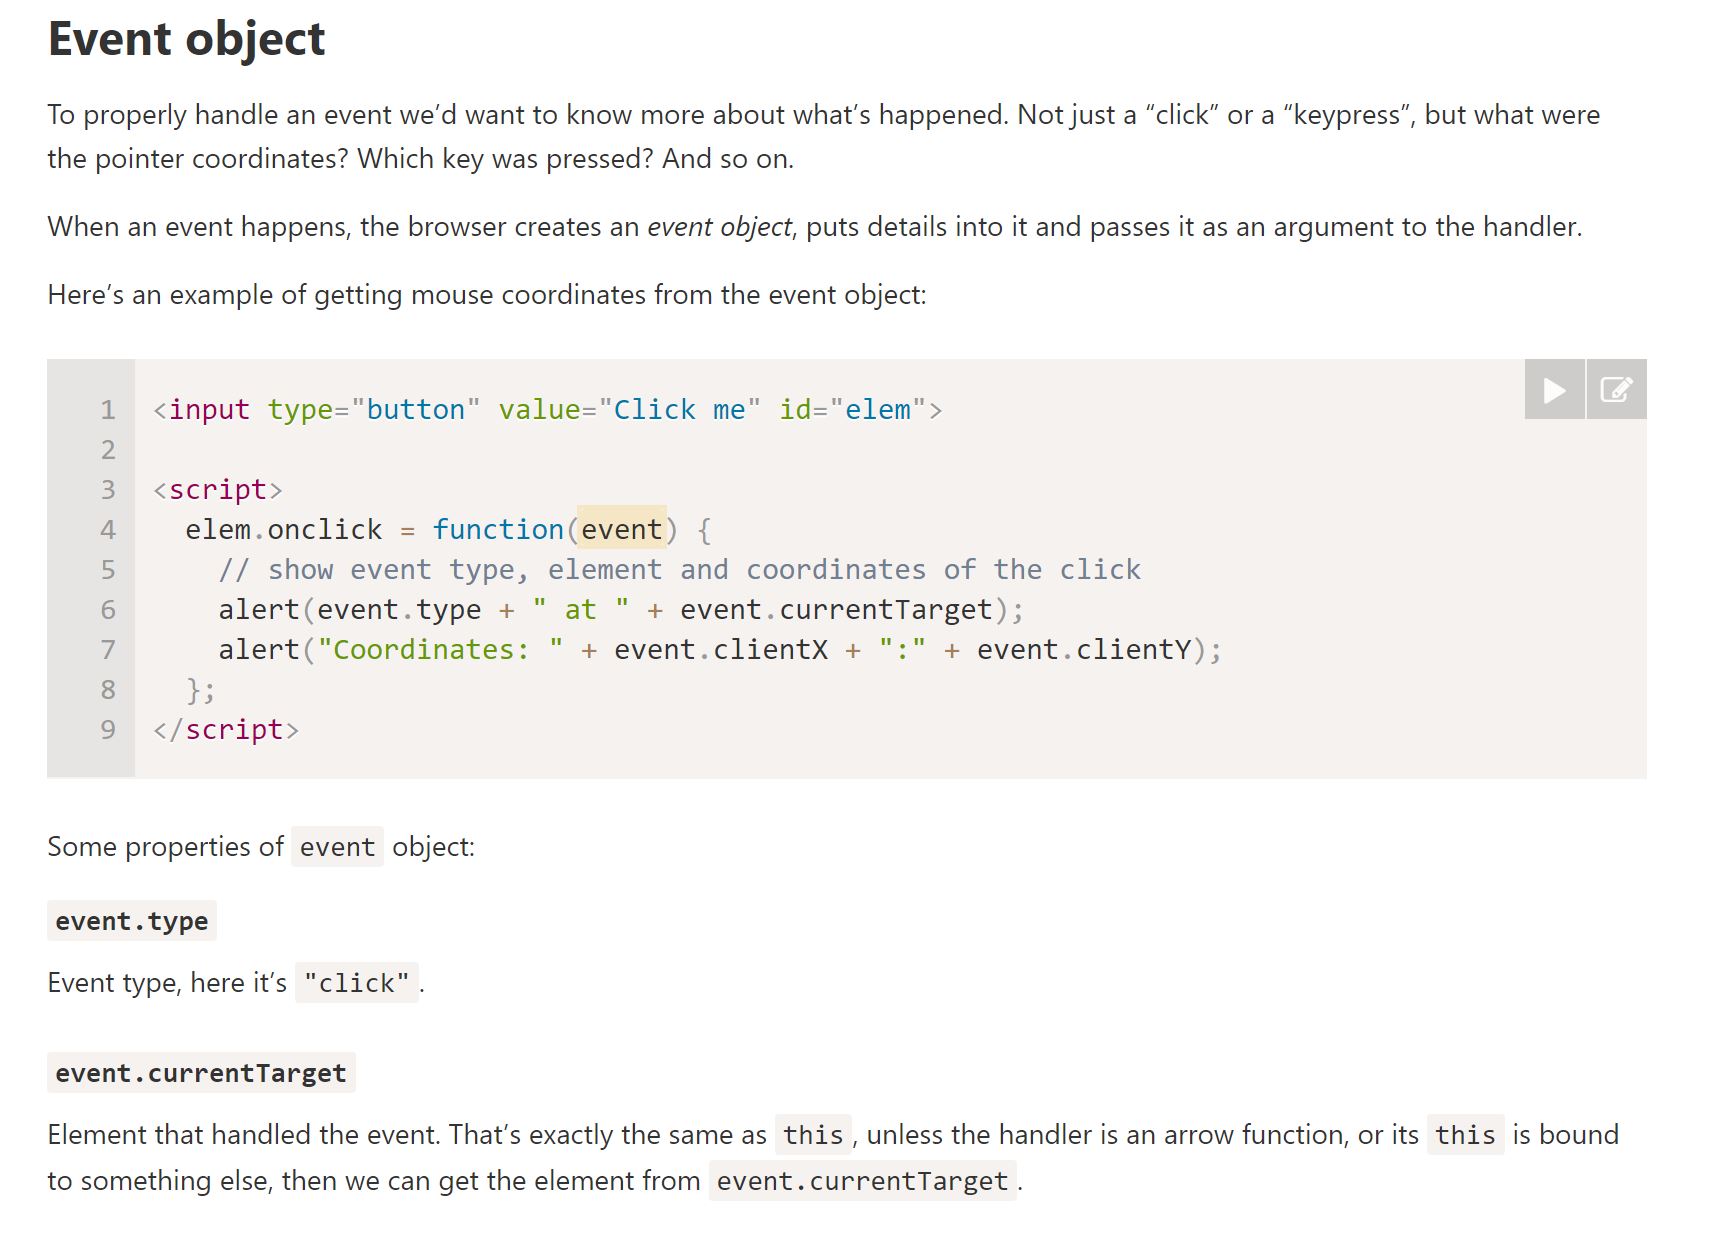 Event object
To properly handle an event we’d want to know more about what’s happened. Not just a “click” or a “keypress”, but what were
the pointer coordinates? Which key was pressed? And so on.
When an event happens, the browser creates an event object, puts details into it and passes it as an argument to the handler.
Here’s an example of getting mouse coordinates from the event object:
1 <input type="button" value="Click me" id="elem">
2
3 <script>
4   elem.onclick = function(event) {
5     // show event type, element and coordinates of the click
6     alert(event.type + " at " + event.currentTarget);
7     alert("Coordinates: " + event.clientX + ":" + event.clientY);
8   };
9 </script>
Some properties of event object:
event.type
Event type, here it’s "click".
event.currentTarget
Element that handled the event. That’s exactly the same as this, unless the handler is an arrow function, or its this is bound
to something else, then we can get the element from event.currentTarget.